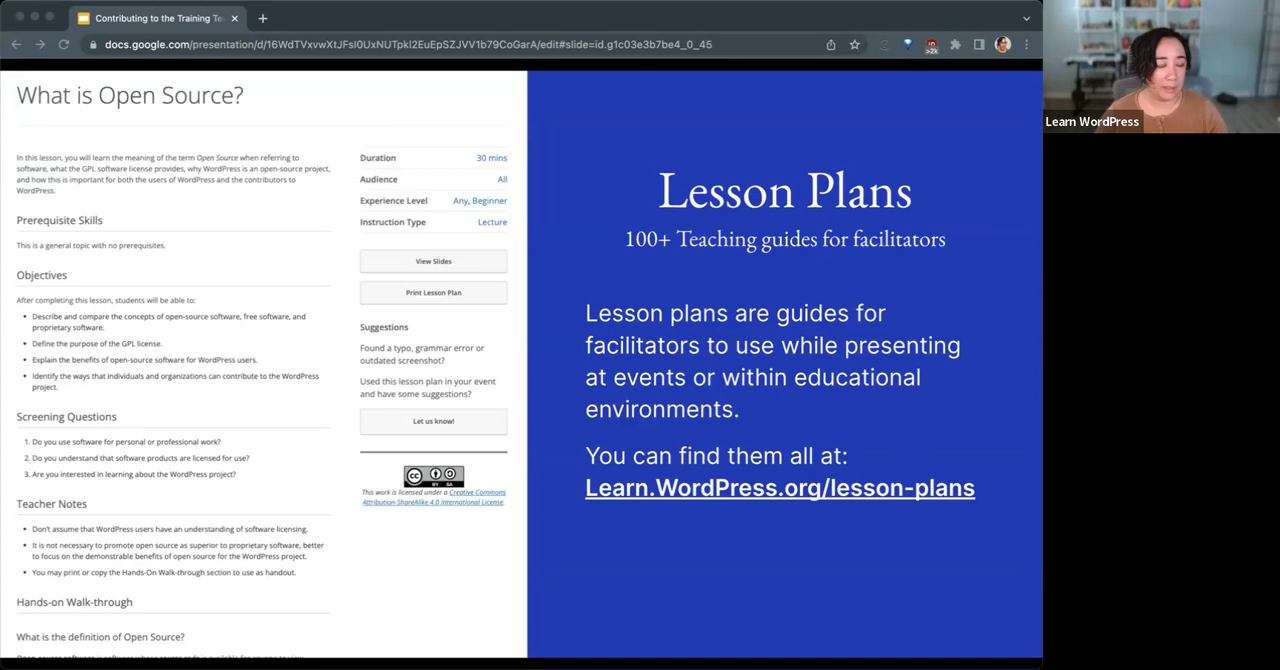 Contributing to the Training Te
docs.google.com/presentation/d/16WdTVxvwXtJFsI0UxNUTpkI2EuEpSZJVV1b79CoGarA/edit#slide=id.g1c03e3b7be4_0_45
>2k
Learn WordPress
What is Open Source?
In this lesson, you will learn the meaning of the term Open Source when referring to
software, what the GPL software license provides, why WordPress is an open-source project,
and how this is important for both the users of WordPress and the contributors to
WordPress.
Prerequisite Skills
This is a general topic with no prerequisites.
Objectives
After completing this lesson, students will be able to:
• Describe and compare the concepts of open-source software, free software, and
proprietary software.
• Define the purpose of the GPL license.
• Explain the benefits of open-source software for WordPress users.
• Identify the ways that individuals and organizations can contribute to the WordPress
project.
Screening Questions
1. Do you use software for personal or professional work?
2. Do you understand that software products are licensed for use?
3. Are you interested in learning about the WordPress project?
Teacher Notes
• Don't assume that WordPress users have an understanding of software licensing.
• It is not necessary to promote open source as superior to proprietary software, better
to focus on the demonstrable benefits of open source for the WordPress project.
• You may print or copy the Hands-On Walk-through section to use as handout.
Hands-on Walk-through
What is the definition of Open Source?
Duration 30 mins
Audience All
Experience Level Any, Beginner
Instruction Type Lecture
View Slides
Print Lesson Plan
Suggestions
Found a typo, grammar error or
outdated screenshot?
Used this lesson plan in your event
and have some suggestions?
Let us know!
cc BY SA
This work is licensed under a Creative Commons
Attribution-ShareAlike 4.0 International License.
Lesson Plans
100+ Teaching guides for facilitators
Lesson plans are guides for
facilitators to use while presenting
at events or within educational
environments.
You can find them all at:
Learn.WordPress.org/lesson-plans